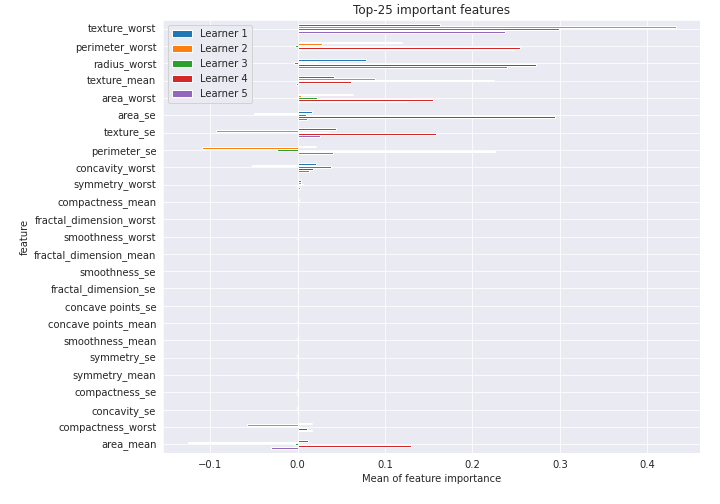 Top-25 important features
Learner 1
Learner 2
Learner 3
Learner 4
Learner 5
texture_worst
perimeter_worst
radius_worst
texture_mean
area_worst
area_se
texture_se
perimeter_se
concavity_worst
symmetry_worst
compactness_mean
fractal_dimension_worst
smoothness_worst
fractal_dimension_mean
smoothness_se
fractal_dimension_se
concave points_se
concave points_mean
smoothness_mean
symmetry_se
symmetry_mean
compactness_se
concavity_se
compactness_worst
area_mean
feature
−0.1 0.0 0.1 0.2 0.3 0.4
Mean of feature importance